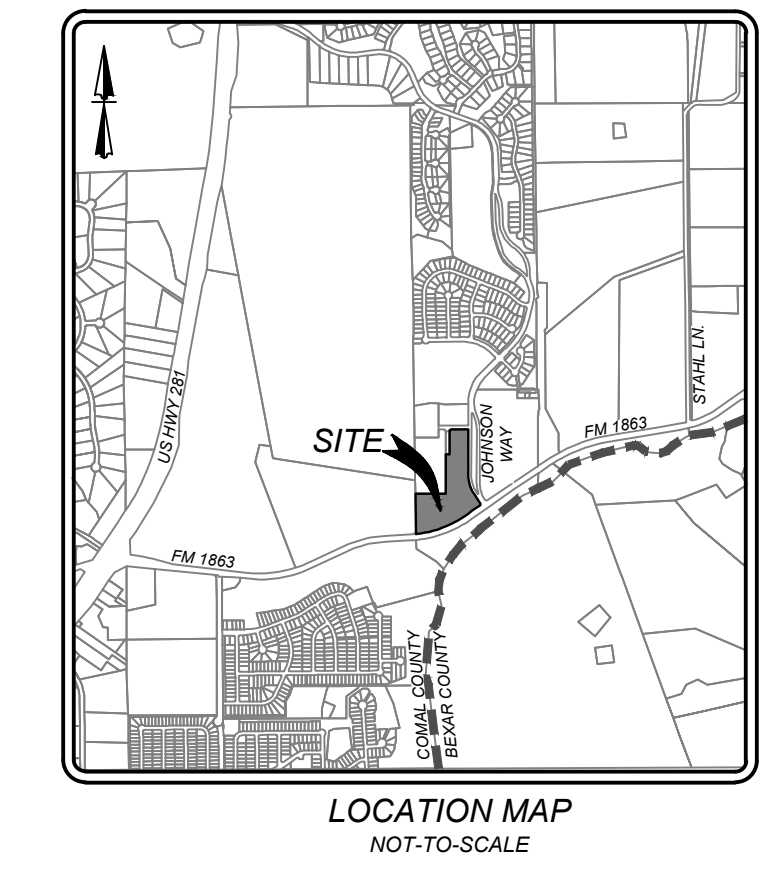 STAHL LN.
US HWY 281
JOHNSON
WAY
FM 1863
SITE
FM 1863
COMAL COUNTY
BEXAR COUNTY
LOCATION MAP
NOT-TO-SCALE